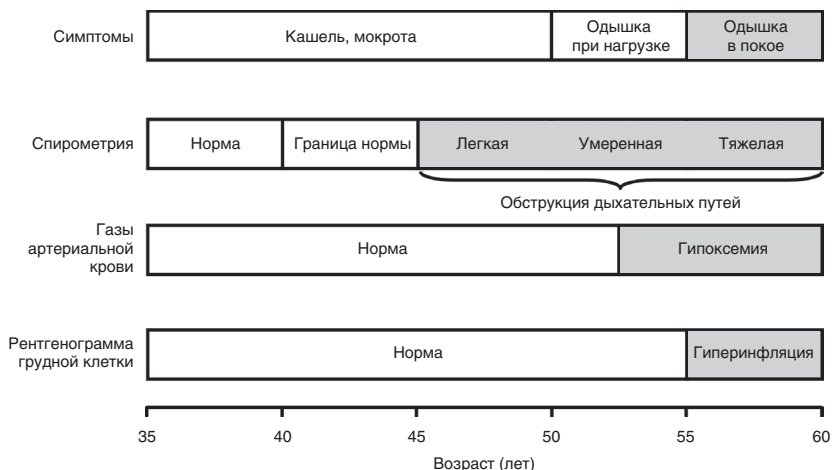 Симптомы
Кашель, мокрота
Одышка
при нагрузке
Одышка
в покое
Спирометрия
Норма
Граница нормы
Легкая
Умеренная
Тяжелая
Обструкция дыхательных путей
Газы
артериальной
крови
Норма
Гипоксемия
Рентгенограмма
грудной клетки
Норма
Гиперинфляция
35 40 45 50 55 60
Возраст (лет)